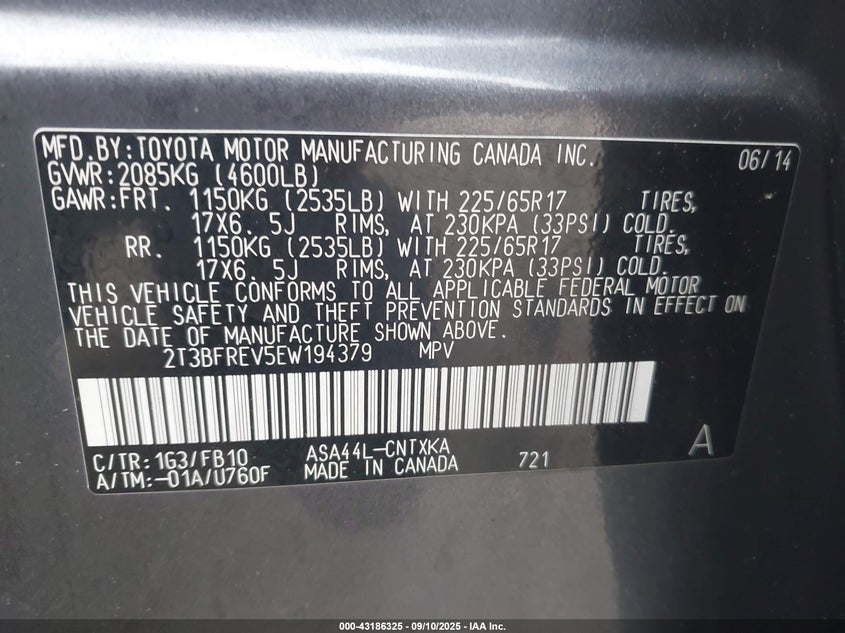 MFD.BY:TOYOTA MOTOR MANUFACTURING CANADA INC. 06/14
GVWR:2085KG (4600LB)
GAWR:FRT. 1150KG (2535LB) WITH 225/65R17 TIRES,
17X6. 5J RIMS, AT 230KPA (33PSI) COLD.
RR. 1150KG (2535LB) WITH 225/65R17 TIRES,
17X6. 5J RIMS, AT 230KPA (33PSI) COLD.
THIS VEHICLE CONFORMS TO ALL APPLICABLE FEDERAL MOTOR
VEHICLE SAFETY AND THEFT PREVENTION STANDARDS IN EFFECT ON
THE DATE OF MANUFACTURE SHOWN ABOVE.
2T3BFREV5EW194379 MPV
C/TR:1G3/FB10 ASA44L-CNTXKA 721 A
A/TM:-01A/U760F MADE IN CANADA
000-43186325 - 09/10/2025 - IAA Inc.